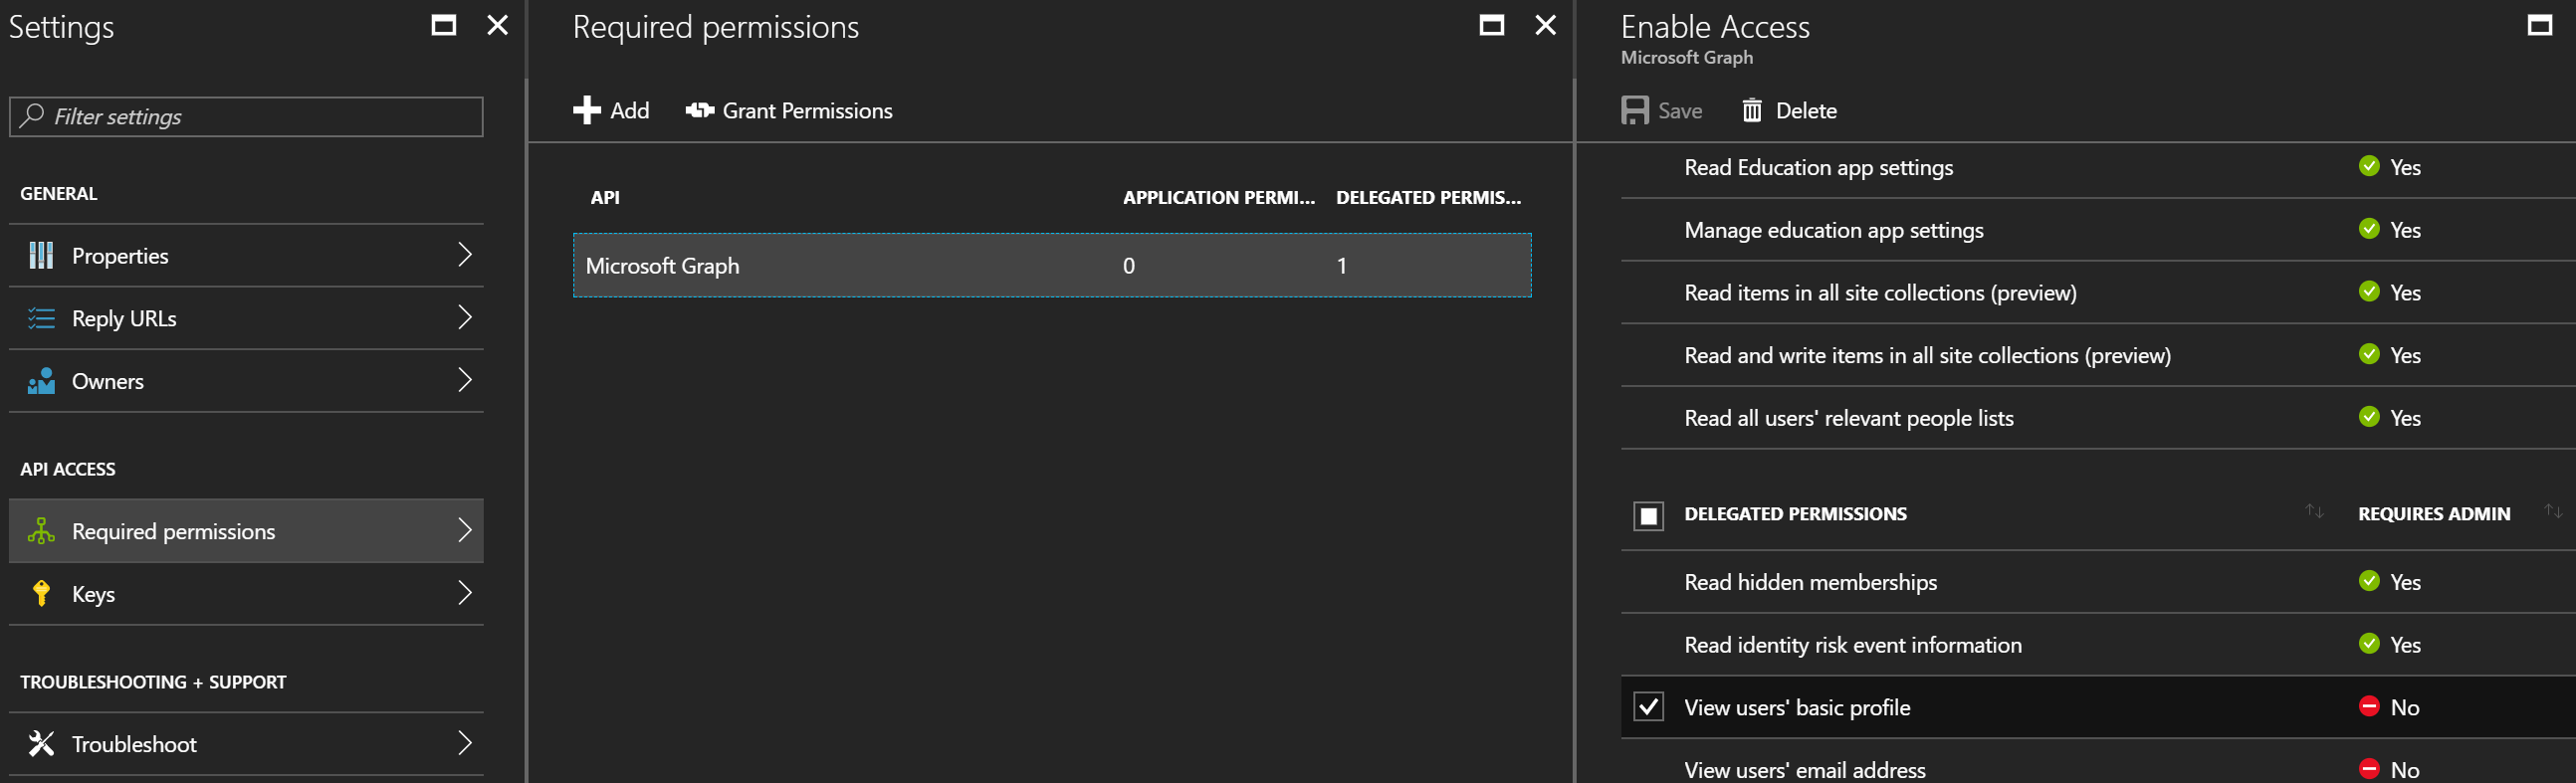 Settings
Filter settings
GENERAL
Properties
Reply URLs
Owners
API ACCESS
Required permissions
Keys
TROUBLESHOOTING + SUPPORT
Troubleshoot
Required permissions
Add
Grant Permissions
API
APPLICATION PERMI...
DELEGATED PERMIS...
Microsoft Graph
0
1
Enable Access
Microsoft Graph
Save
Delete
Read Education app settings
Yes
Manage education app settings
Yes
Read items in all site collections (preview)
Yes
Read and write items in all site collections (preview)
Yes
Read all users' relevant people lists
Yes
DELEGATED PERMISSIONS
REQUIRES ADMIN
Read hidden memberships
Yes
Read identity risk event information
Yes
View users' basic profile
No
View users' email address
No